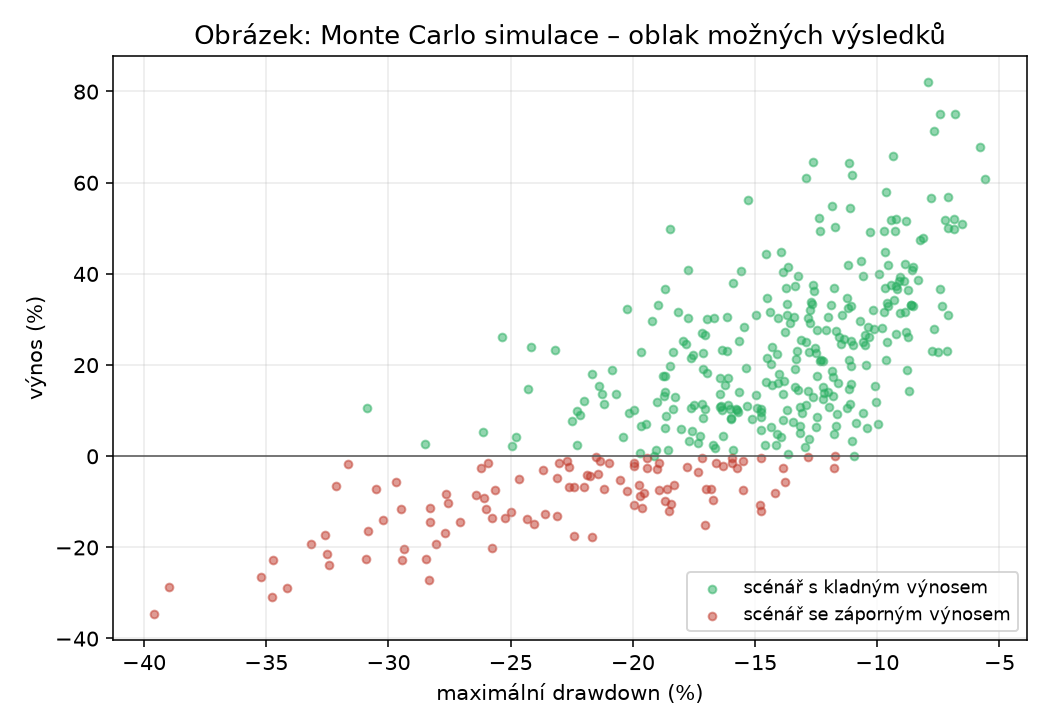 Obrázek: Monte Carlo simulace – oblak možných výsledků
výnos (%)
80
60
40
20
0
−20
−40
scénář s kladným výnosem
scénář se záporným výnosem
−40 −35 −30 −25 −20 −15 −10 −5
maximální drawdown (%)